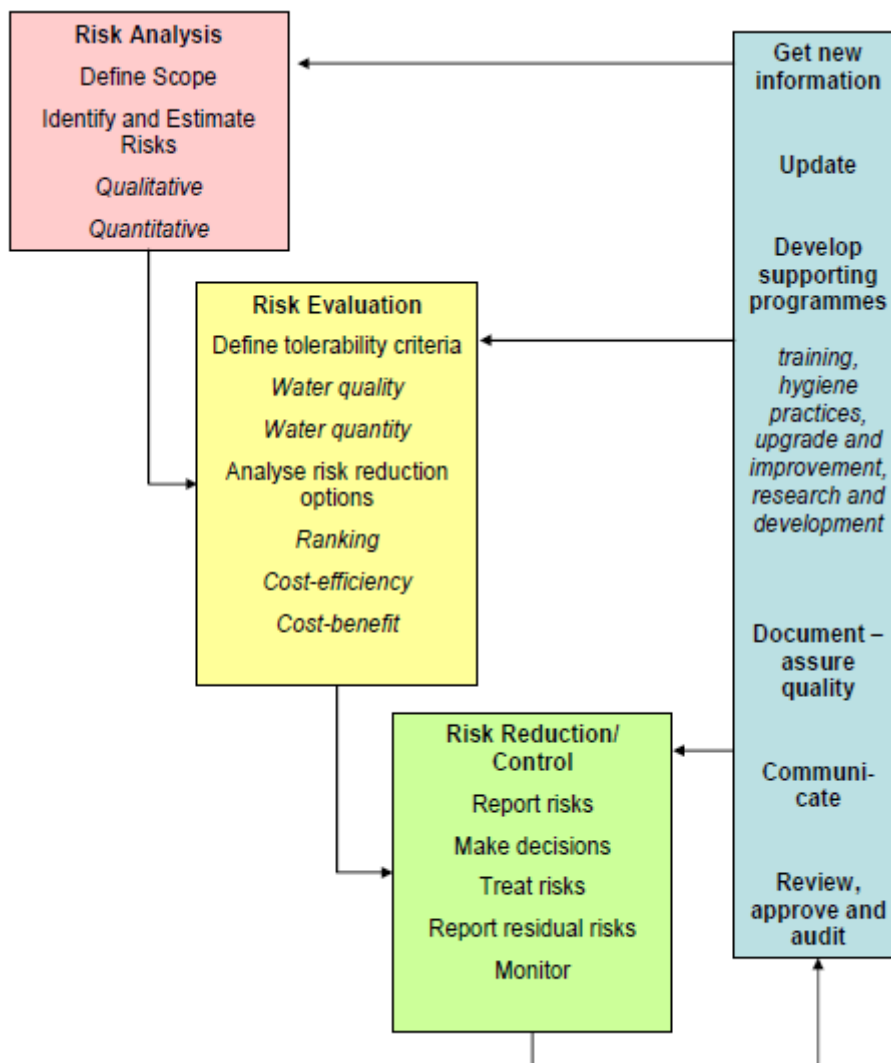 Risk Analysis
Define Scope
Identify and Estimate
Risks
Qualitative
Quantitative
Risk Evaluation
Define tolerability criteria
Water quality
Water quantity
Analyse risk reduction
options
Ranking
Cost-efficiency
Cost-benefit
Risk Reduction/
Control
Report risks
Make decisions
Treat risks
Report residual risks
Monitor
Get new
information
Update
Develop
supporting
programmes
training,
hygiene
practices,
upgrade and
improvement,
research and
development
Document –
assure
quality
Communi-
cate
Review,
approve and
audit